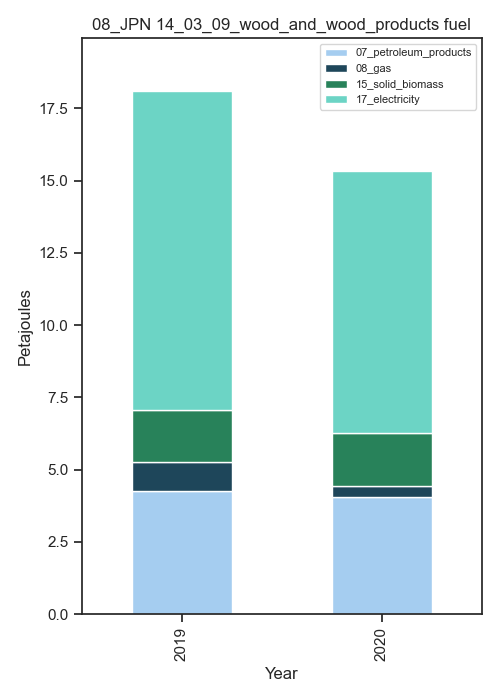 08_JPN 14_03_09_wood_and_wood_products fuel
07_petroleum_products
08_gas
15_solid_biomass
17_electricity
17.5
15.0
12.5
10.0
7.5
5.0
2.5
0.0
Petajoules
2019
2020
Year